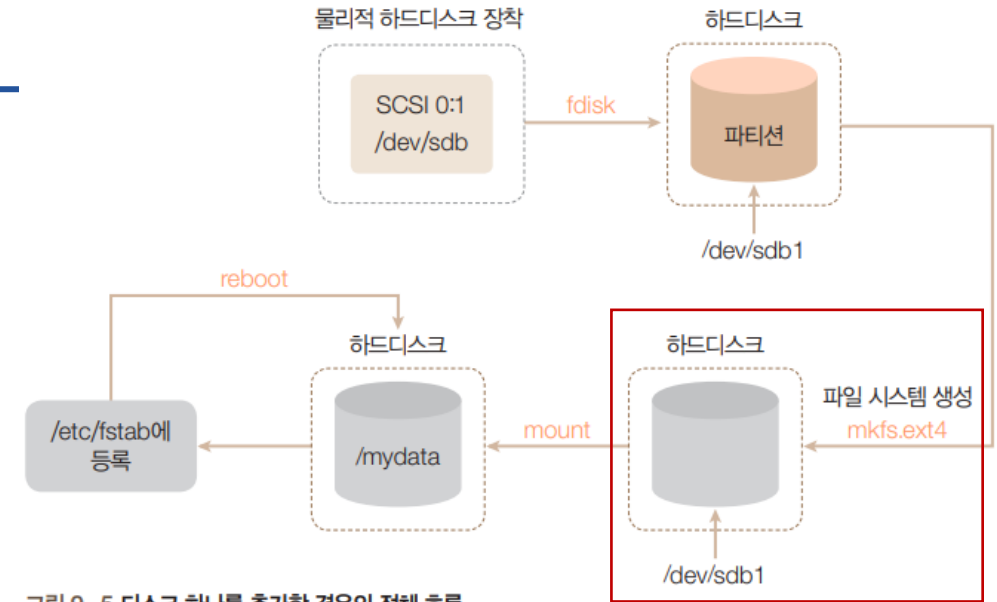 물리적 하드디스크 장착
하드디스크
SCSI 0:1
/dev/sdb
fdisk
파티션
/dev/sdb1
reboot
하드디스크
하드디스크
파일 시스템 생성
mkfs.ext4
/etc/fstab에
등록
/mydata
mount
/dev/sdb1